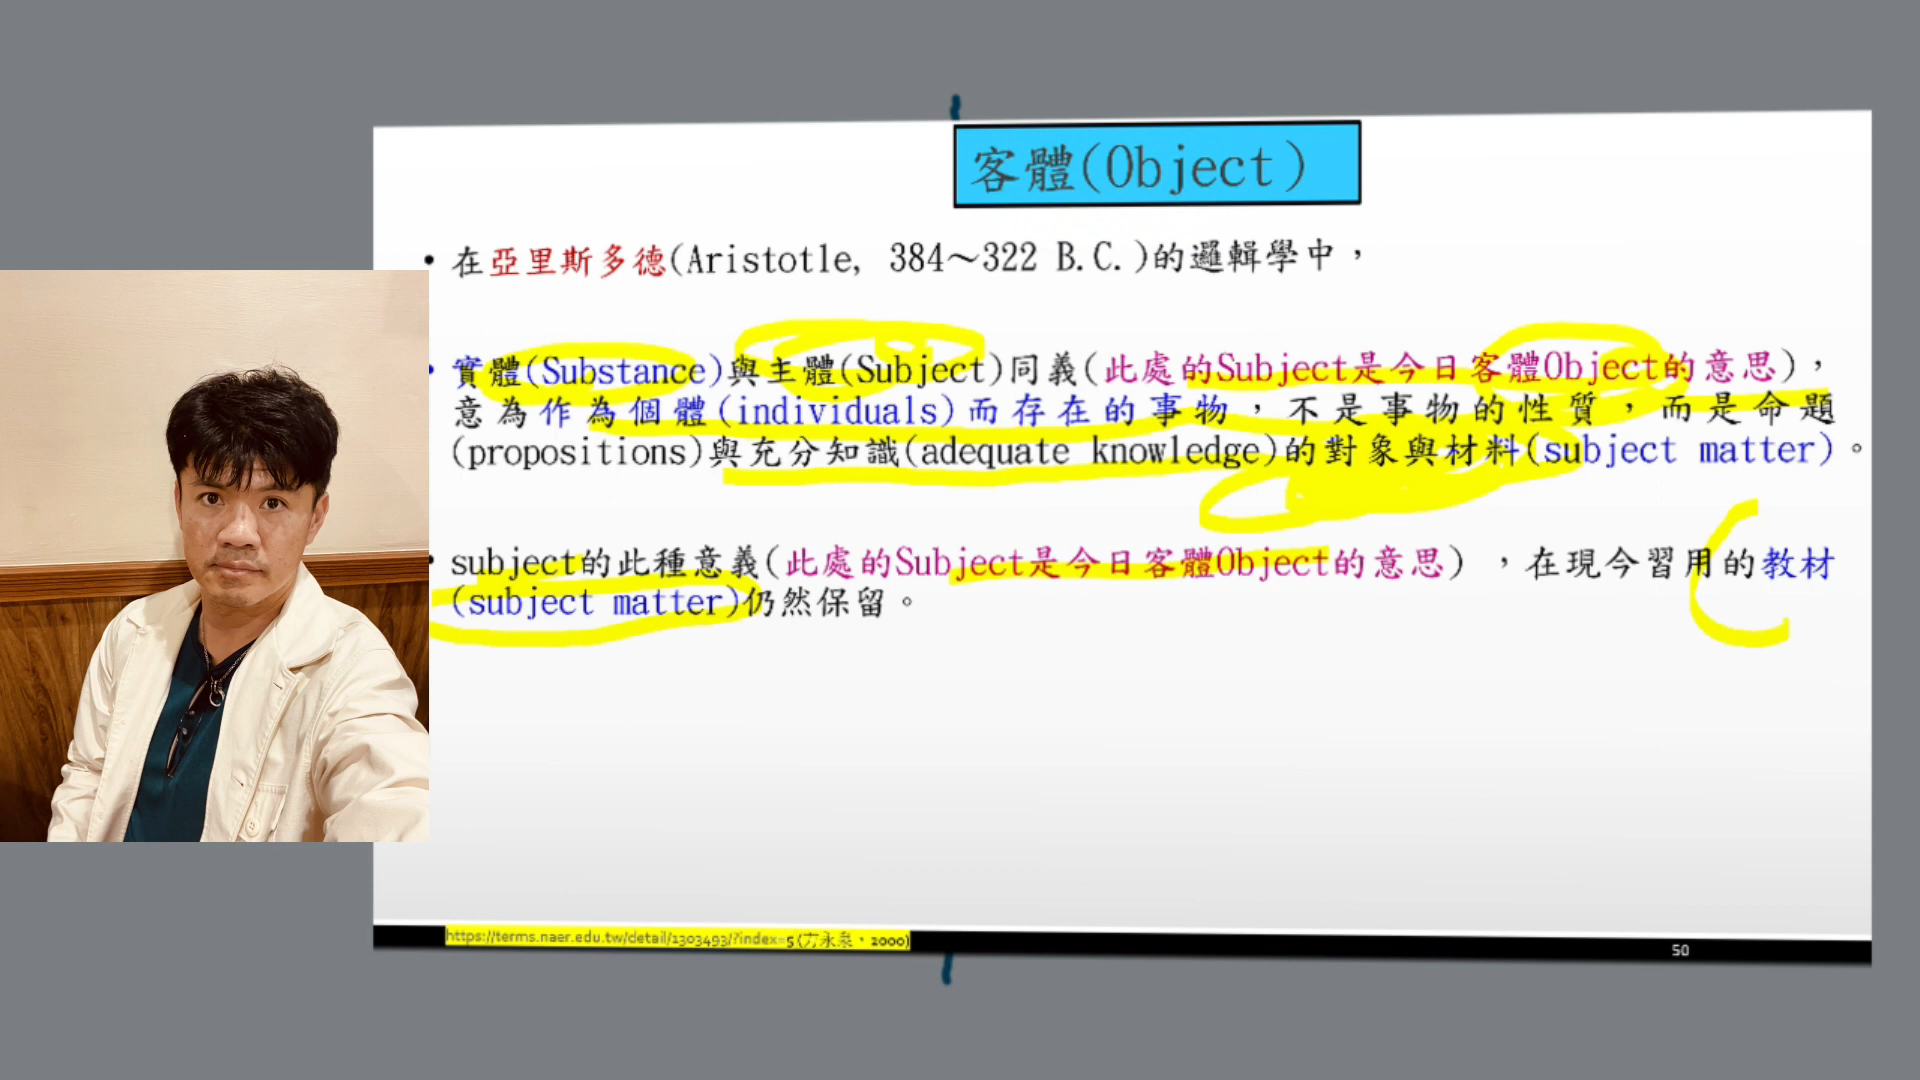 客體(Object)
• 在亞里斯多德(Aristotle, 384～322 B.C.)的邏輯學中，
• 實體(Substance)與主體(Subject)同義(此處的Subject是今日客體Object的意思)，
意為作為個體(individuals)而存在的事物，不是事物的性質，而是命題
(propositions)與充分知識(adequate knowledge)的對象與材料(subject matter)。
• subject的此種意義(此處的Subject是今日客體Object的意思)，在現今習用的教材
(subject matter)仍然保留。
https://terms.naer.edu.tw/detail/1303493/?index=5(方永泉，2000)
50